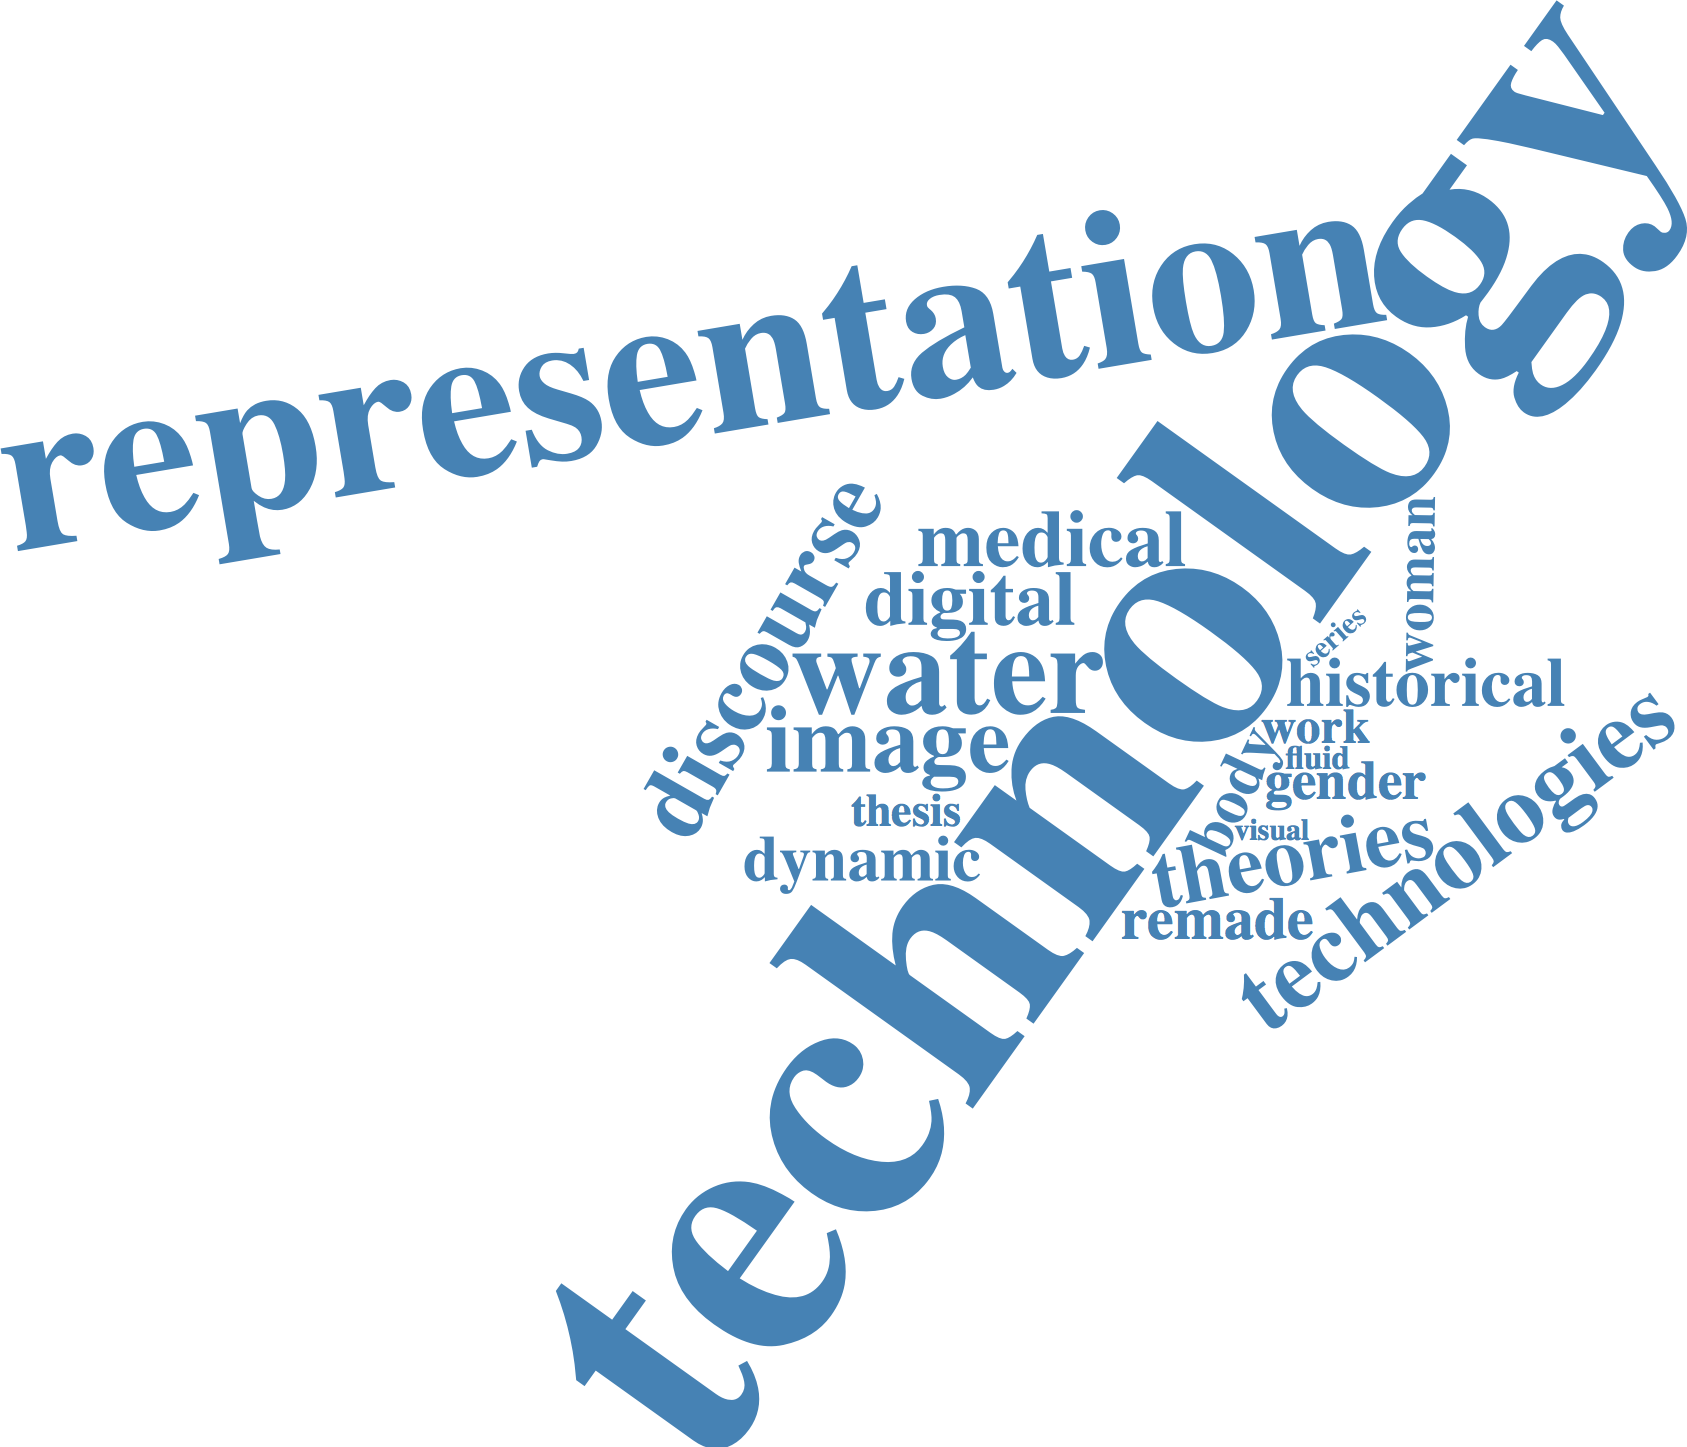 representation
technology
discourse
medical
digital
water
image
thesis
dynamic
woman
series
historical
work
fluid
body
gender
visual
theories
remade
technologies